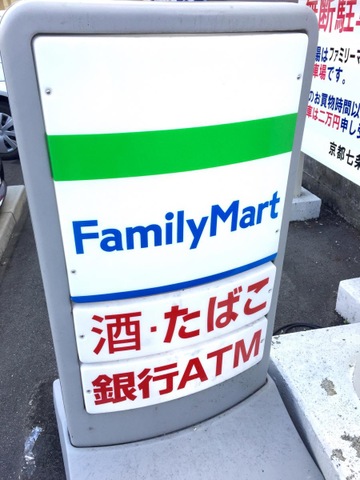 FamilyMart
酒・たばこ
銀行ATM
場はファミリーマ
車場です。
のお買物時間以
車は二万円申し
京都七条